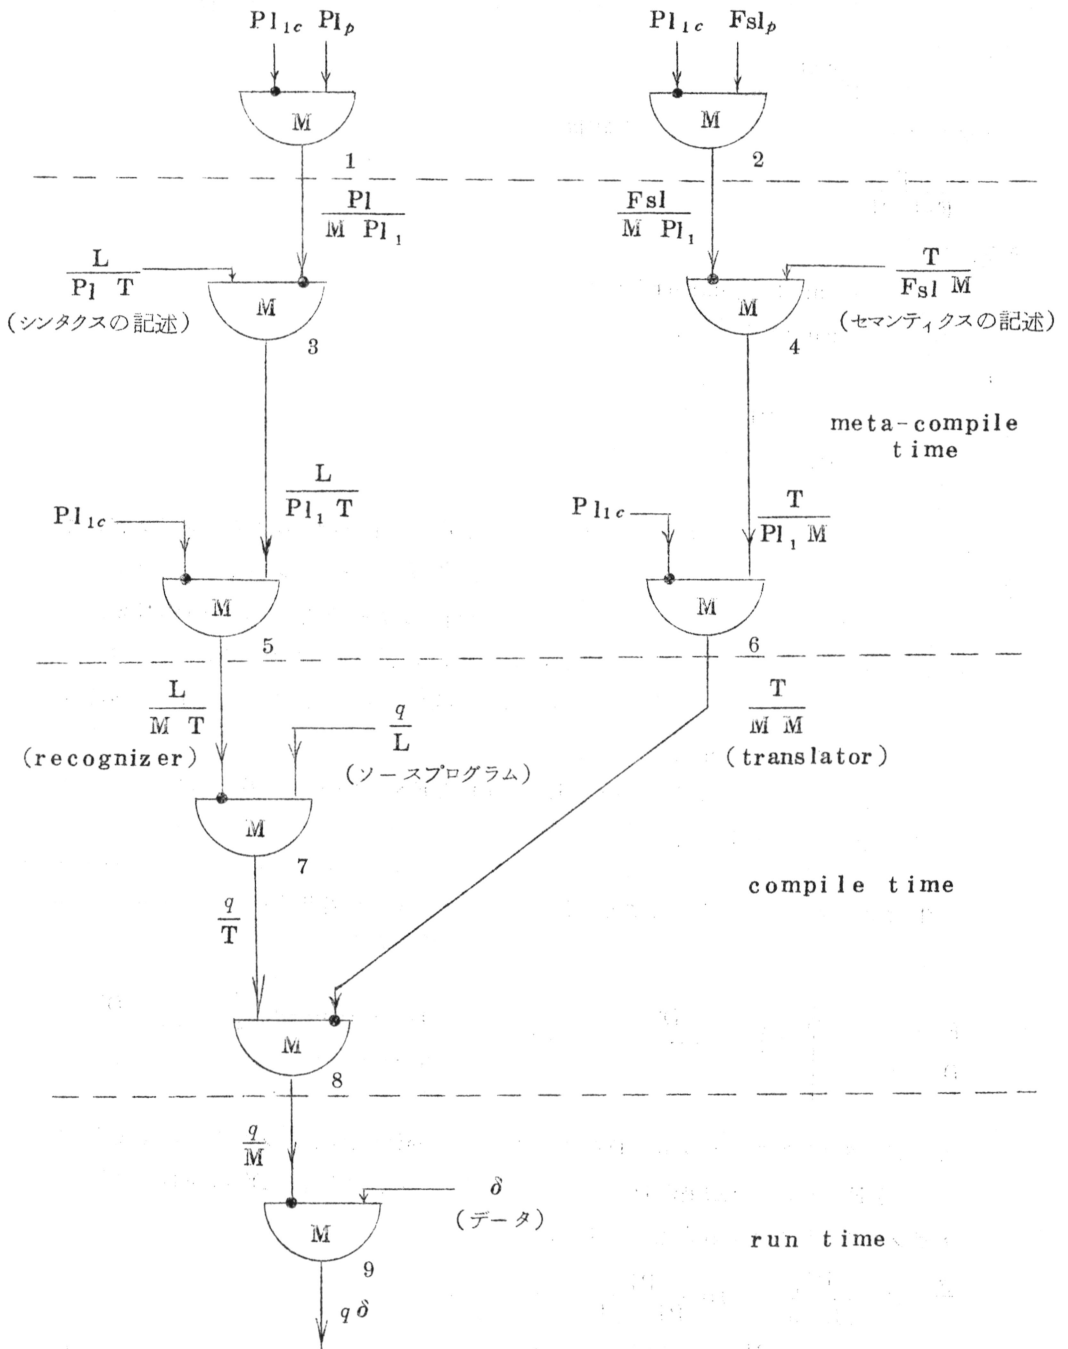 Pl₁c Plₚ Pl₁c Fslₚ
M M
1 2
Pl Fsl
M Pl₁ M Pl₁
L T
Pl T Fsl M
M M
(シンタクスの記述) (セマンティクスの記述)
3 4
meta-compile
time
L T
Pl₁ T Pl₁ M
Pl₁c Pl₁c
M M
5 6
L q T
M T L M M
(recognizer) (ソースプログラム) (translator)
M
7
compile time
q
T
M
8
q
M
δ
(データ)
M
run time
9
qδ